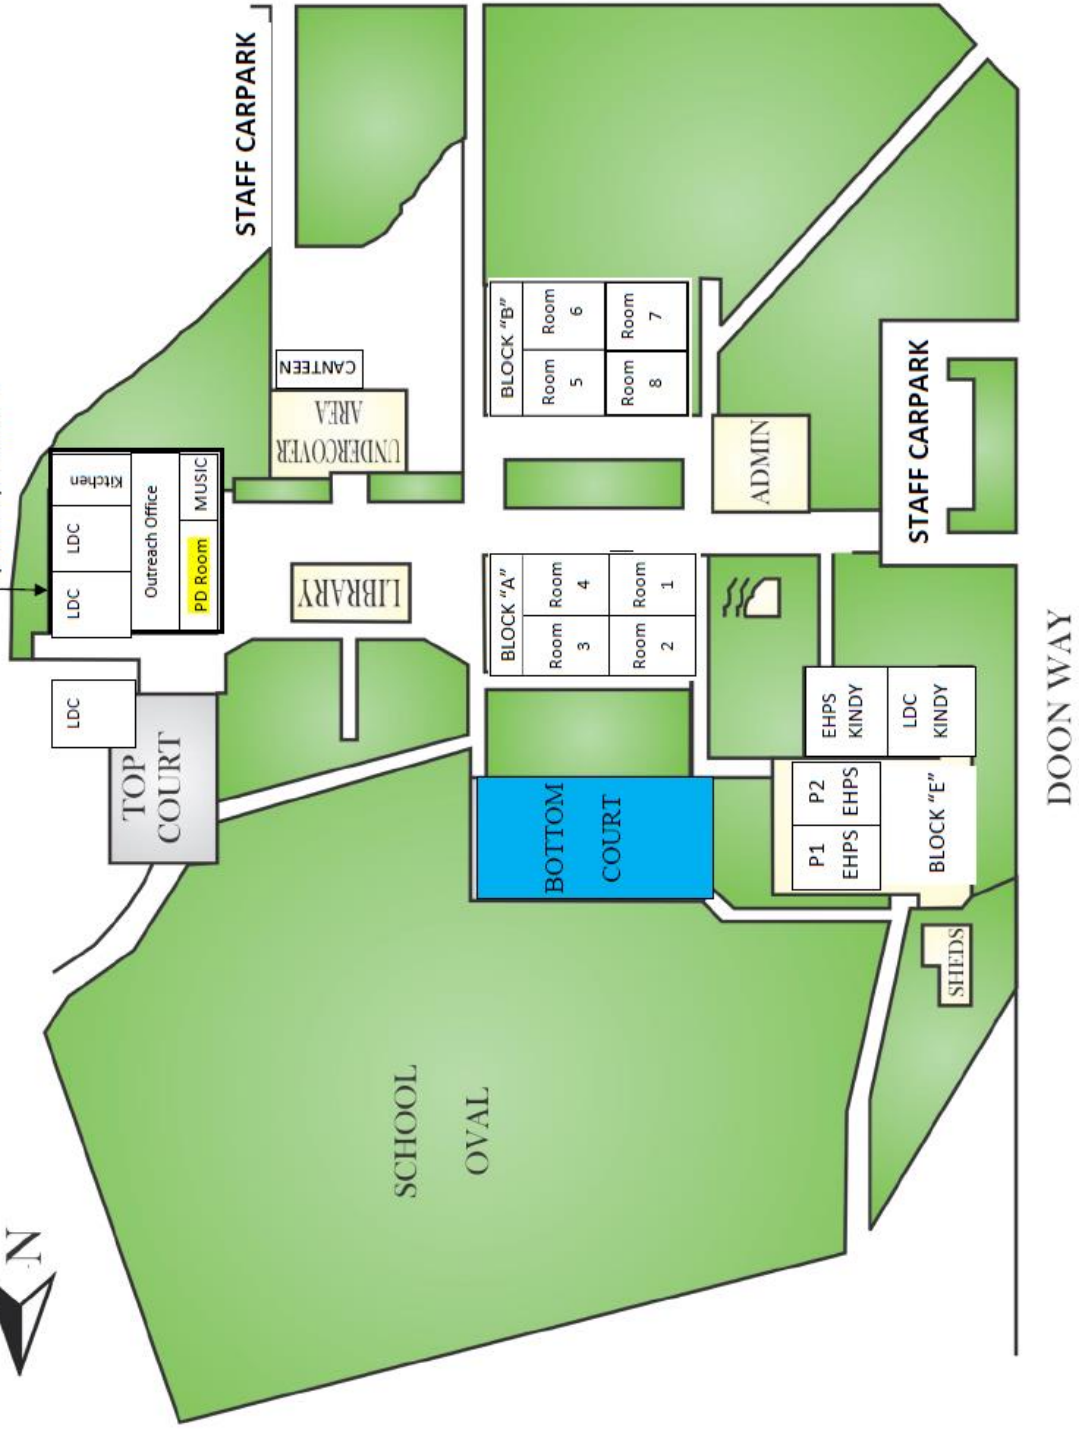 STAFF CARPARK
CANTEEN
UNDERCOVER
AREA
BLOCK "B"
Room
5
Room
6
Room
8
Room
7
ADMIN
STAFF CARPARK
Kitchen
LDC
LDC
Outreach Office
MUSIC
PD Room
LIBRARY
BLOCK "A"
Room
3
Room
4
Room
2
Room
1
LDC
TOP
COURT
BOTTOM
COURT
EHPS
KINDY
LDC
KINDY
P1
EHPS
P2
EHPS
BLOCK "E"
SHEDS
SCHOOL
OVAL
DOON WAY
N